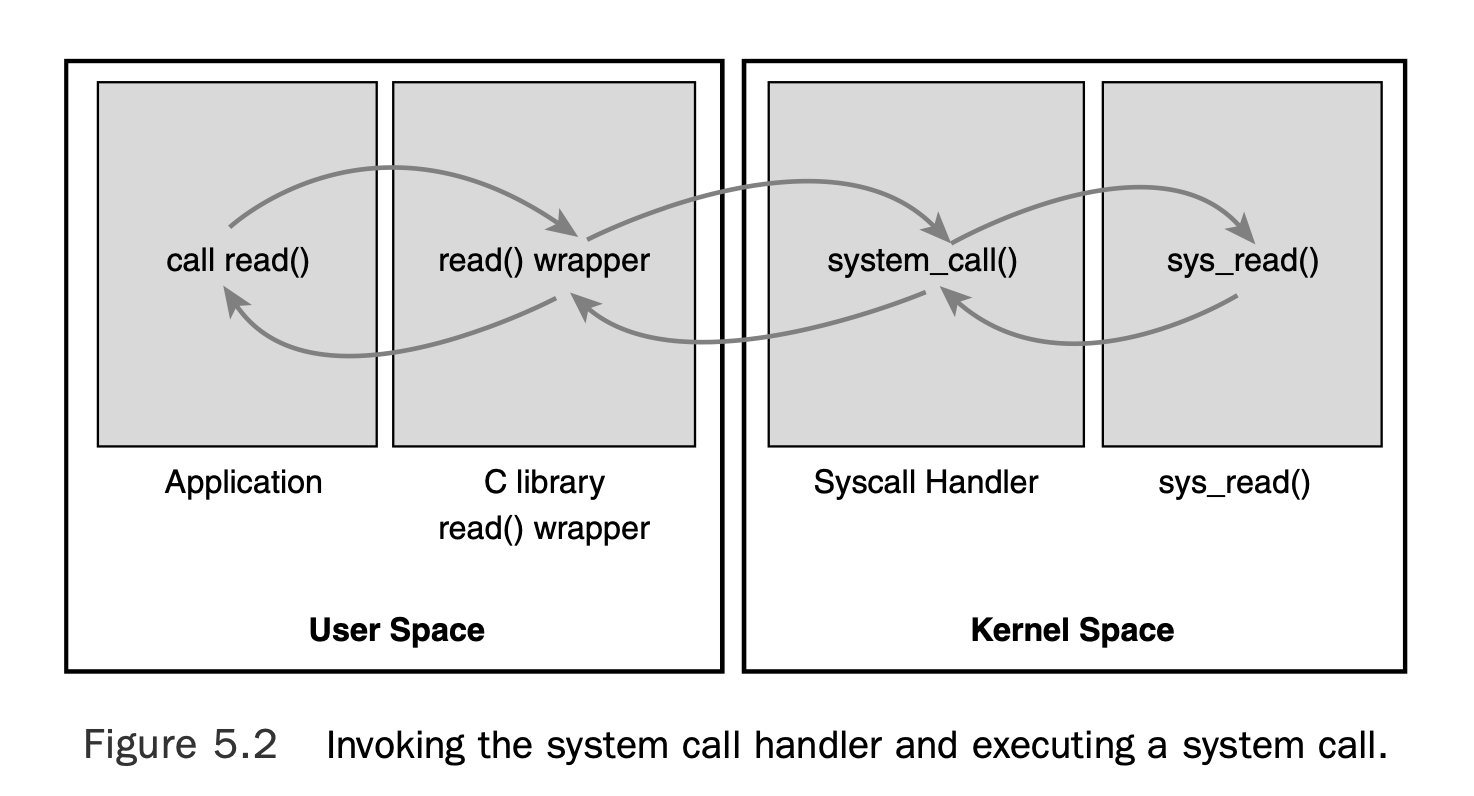 call read()
read() wrapper
system_call()
sys_read()
Application
C library
read() wrapper
Syscall Handler
sys_read()
User Space
Kernel Space
Figure 5.2 Invoking the system call handler and executing a system call.